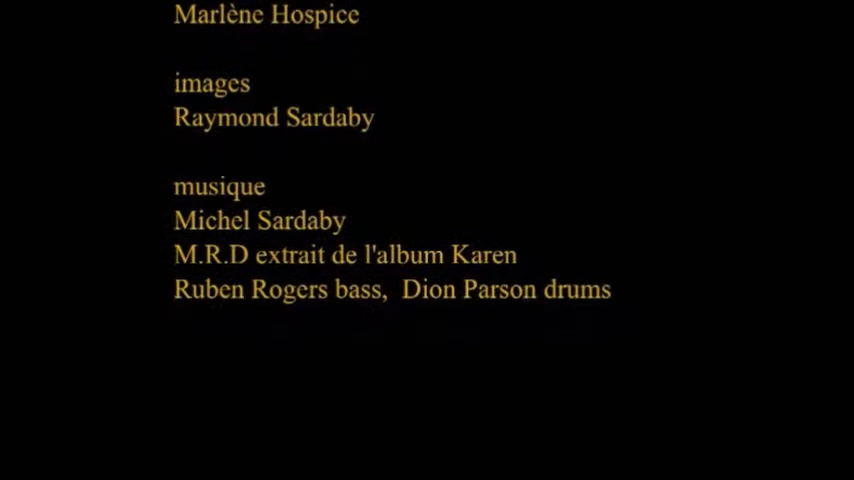 Marlène Hospice
images
Raymond Sardaby
musique
Michel Sardaby
M.R.D extrait de l'album Karen
Ruben Rogers bass, Dion Parson drums